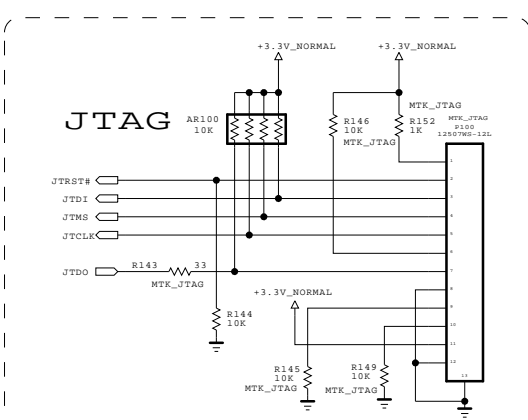 +3.3V_NORMAL
+3.3V_NORMAL
JTAG
AR100
10K
R146
10K
MTK_JTAG
MTK_JTAG
R152
1K
MTK_JTAG
P100
12507WS-12L
JTRST#
JTDI
JTMS
JTCLK
JTDO
R143
33
MTK_JTAG
+3.3V_NORMAL
R144
10K
R145
10K
MTK_JTAG
R149
10K
MTK_JTAG
1
2
3
4
5
6
7
8
9
10
11
12
13